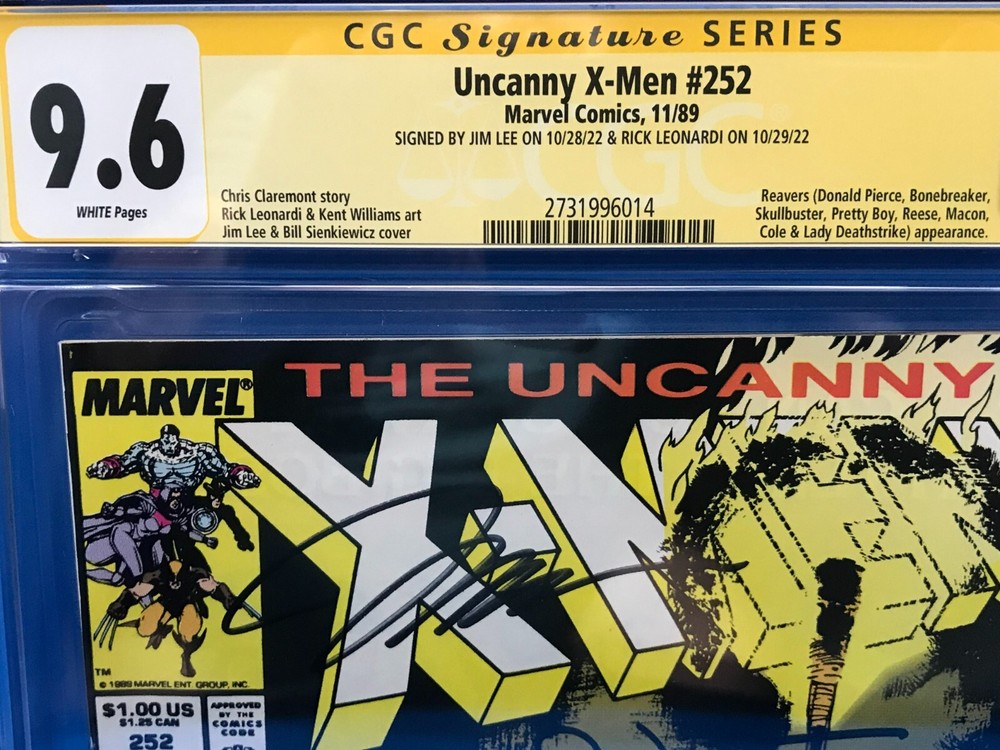 CGC Signature SERIES
9.6
WHITE Pages
Uncanny X-Men #252
Marvel Comics, 11/89
SIGNED BY JIM LEE ON 10/28/22 & RICK LEONARDI ON 10/29/22
Chris Claremont story
Rick Leonardi & Kent Williams art
Jim Lee & Bill Sienkiewicz cover
2731996014
Reavers (Donald Pierce, Bonebreaker,
Skullbuster, Pretty Boy, Reese, Macon,
Cole & Lady Deathstrike) appearance.
MARVEL®
THE UNCANNY
TM
© 1989 MARVEL ENT. GROUP, INC.
$1.00 US
$1.25 CAN
252
APPROVED
BY THE
COMICS
CODE